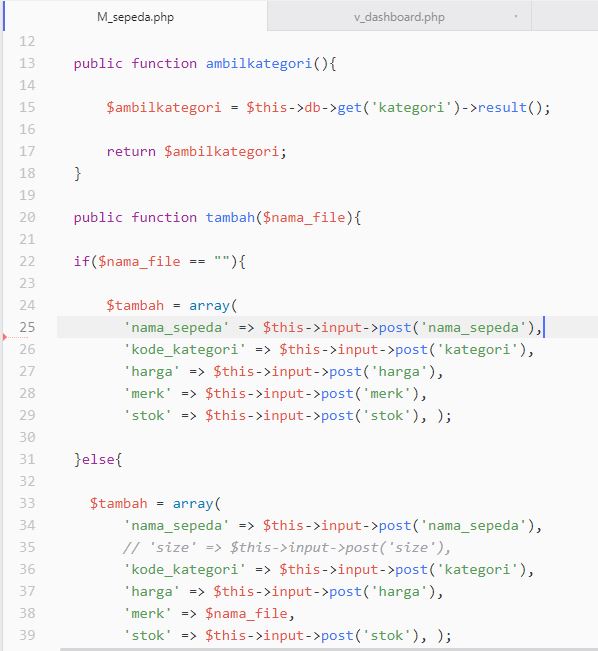 M_sepeda.php
v_dashboard.php
12
13 public function ambilkategori(){
14
15 $ambilkategori = $this->db->get('kategori')->result();
16
17 return $ambilkategori;
18 }
19
20 public function tambah($nama_file){
21
22 if($nama_file == ""){
23
24 $tambah = array(
25 'nama_sepeda' => $this->input->post('nama_sepeda'),
26 'kode_kategori' => $this->input->post('kategori'),
27 'harga' => $this->input->post('harga'),
28 'merk' => $this->input->post('merk'),
29 'stok' => $this->input->post('stok'), );
30
31 }else{
32
33 $tambah = array(
34 'nama_sepeda' => $this->input->post('nama_sepeda'),
35 // 'size' => $this->input->post('size'),
36 'kode_kategori' => $this->input->post('kategori'),
37 'harga' => $this->input->post('harga'),
38 'merk' => $nama_file,
39 'stok' => $this->input->post('stok'), );